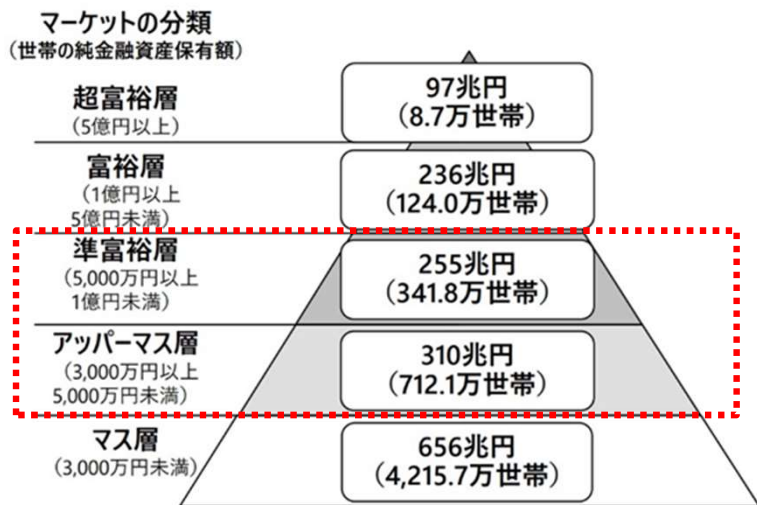 マーケットの分類
(世帯の純金融資産保有額)
超富裕層
(5億円以上)
97兆円
(8.7万世帯)
富裕層
(1億円以上
5億円未満)
236兆円
(124.0万世帯)
準富裕層
(5,000万円以上
1億円未満)
255兆円
(341.8万世帯)
アッパーマス層
(3,000万円以上
5,000万円未満)
310兆円
(712.1万世帯)
マス層
(3,000万円未満)
656兆円
(4,215.7万世帯)